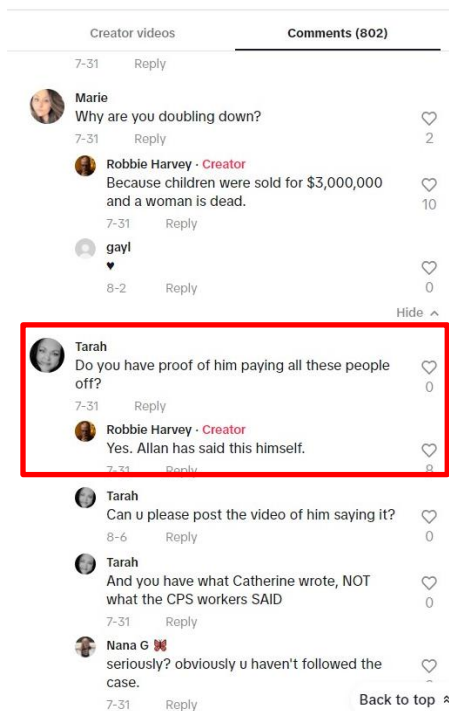 Creator videos Comments (802)
7-31 Reply
Marie
Why are you doubling down?
7-31 Reply 2
Robbie Harvey · Creator
Because children were sold for $3,000,000
and a woman is dead. 10
7-31 Reply
gayl
♥
8-2 Reply 0
Hide
Tarah
Do you have proof of him paying all these people
off? 0
7-31 Reply
Robbie Harvey · Creator
Yes. Allan has said this himself.
7-31 Reply 8
Tarah
Can u please post the video of him saying it?
8-6 Reply 0
Tarah
And you have what Catherine wrote, NOT
what the CPS workers SAID 0
7-31 Reply
Nana G 🦋
seriously? obviously u haven't followed the
case.
7-31 Reply
Back to top